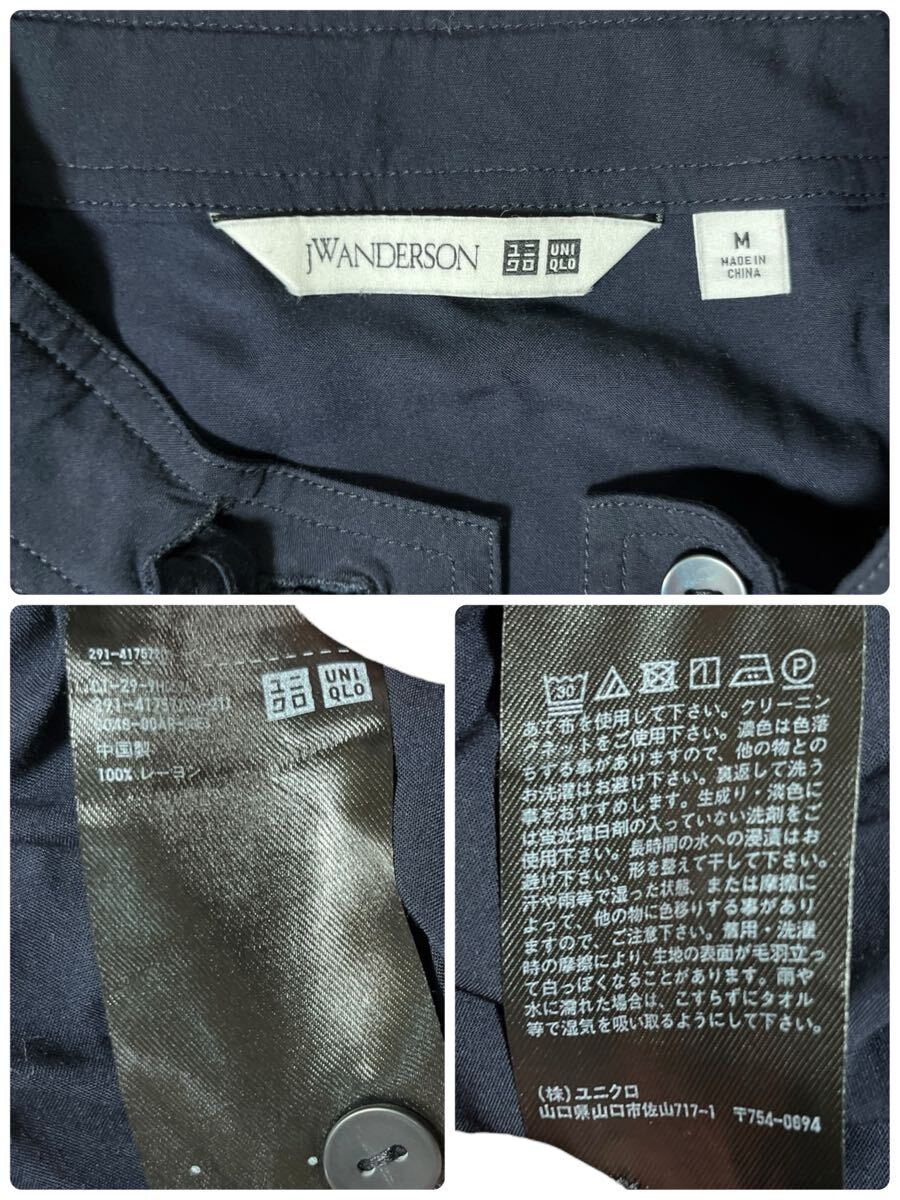 JWANDERSON
ユニ
クロ
UNI
QLO
M
MADE IN
CHINA
291-417572
ユニ
クロ
UNI
QLO
中国製
100% レーヨン
30
P
あて布を使用して下さい。クリーニン
グネットをご使用下さい。濃色は色落
ちする事がありますので、他の物との
お洗濯はお避け下さい。裏返して洗う
事をおすすめします。生成り・淡色に
は蛍光増白剤の入っていない洗剤をご
使用下さい。長時間の水への浸漬はお
避け下さい。形を整えて干して下さい。
汗や雨等で湿った状態、または摩擦に
よって、他の物に色移りする事があり
ますので、ご注意下さい。着用・洗濯
時の摩擦により、生地の表面が毛羽立っ
て白っぽくなることがあります。雨や
水に濡れた場合は、こすらずにタオル
等で湿気を吸い取るようにして下さい。
(株)ユニクロ
山口県山口市佐山717-1 〒754-0894